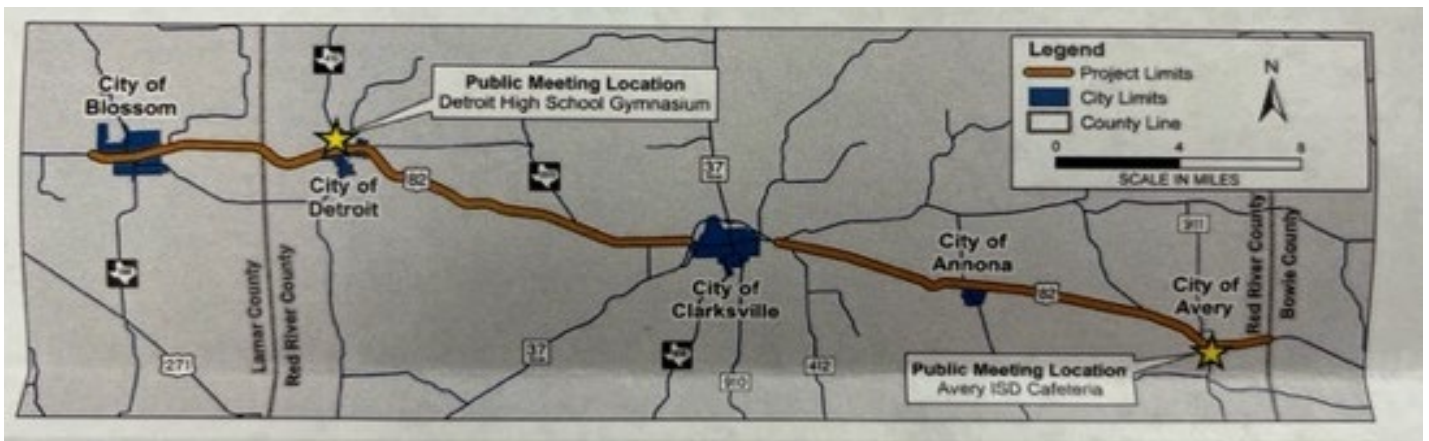 Legend
Project Limits
City Limits
County Line
N
0 4 8
SCALE IN MILES
City of
Blossom
Public Meeting Location
Detroit High School Gymnasium
City of
Detroit
82
37
City of
Clarksville
City of
Annona
82
911
City of
Avery
Red River County
Bowie County
Lamar County
Red River County
271
37
910
412
Public Meeting Location
Avery ISD Cafeteria